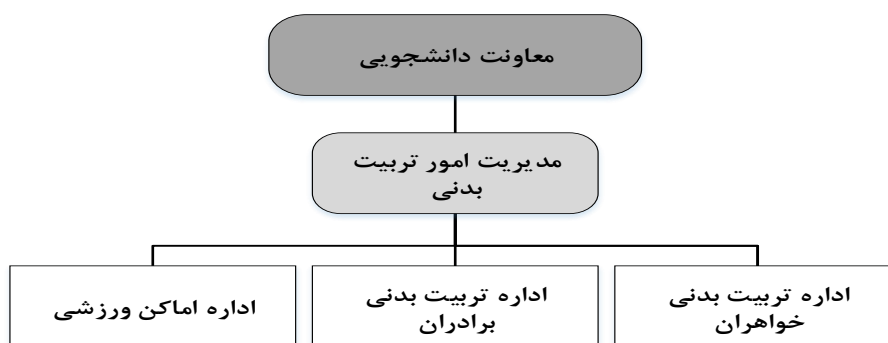 معاونت دانشجویی
مدیریت امور تربیت
بدنی
اداره تربیت بدنی
خواهران
اداره تربیت بدنی
برادران
اداره اماکن ورزشی